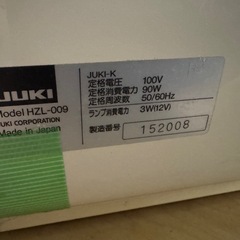 JUKI
Model HZL-009
JUKI CORPORATION
Made in Japan
JUKI-K
定格電圧 100V
定格消費電力 90W
定格周波数 50/60Hz
ランプ消費電力 3W(12V)
製造番号 152008